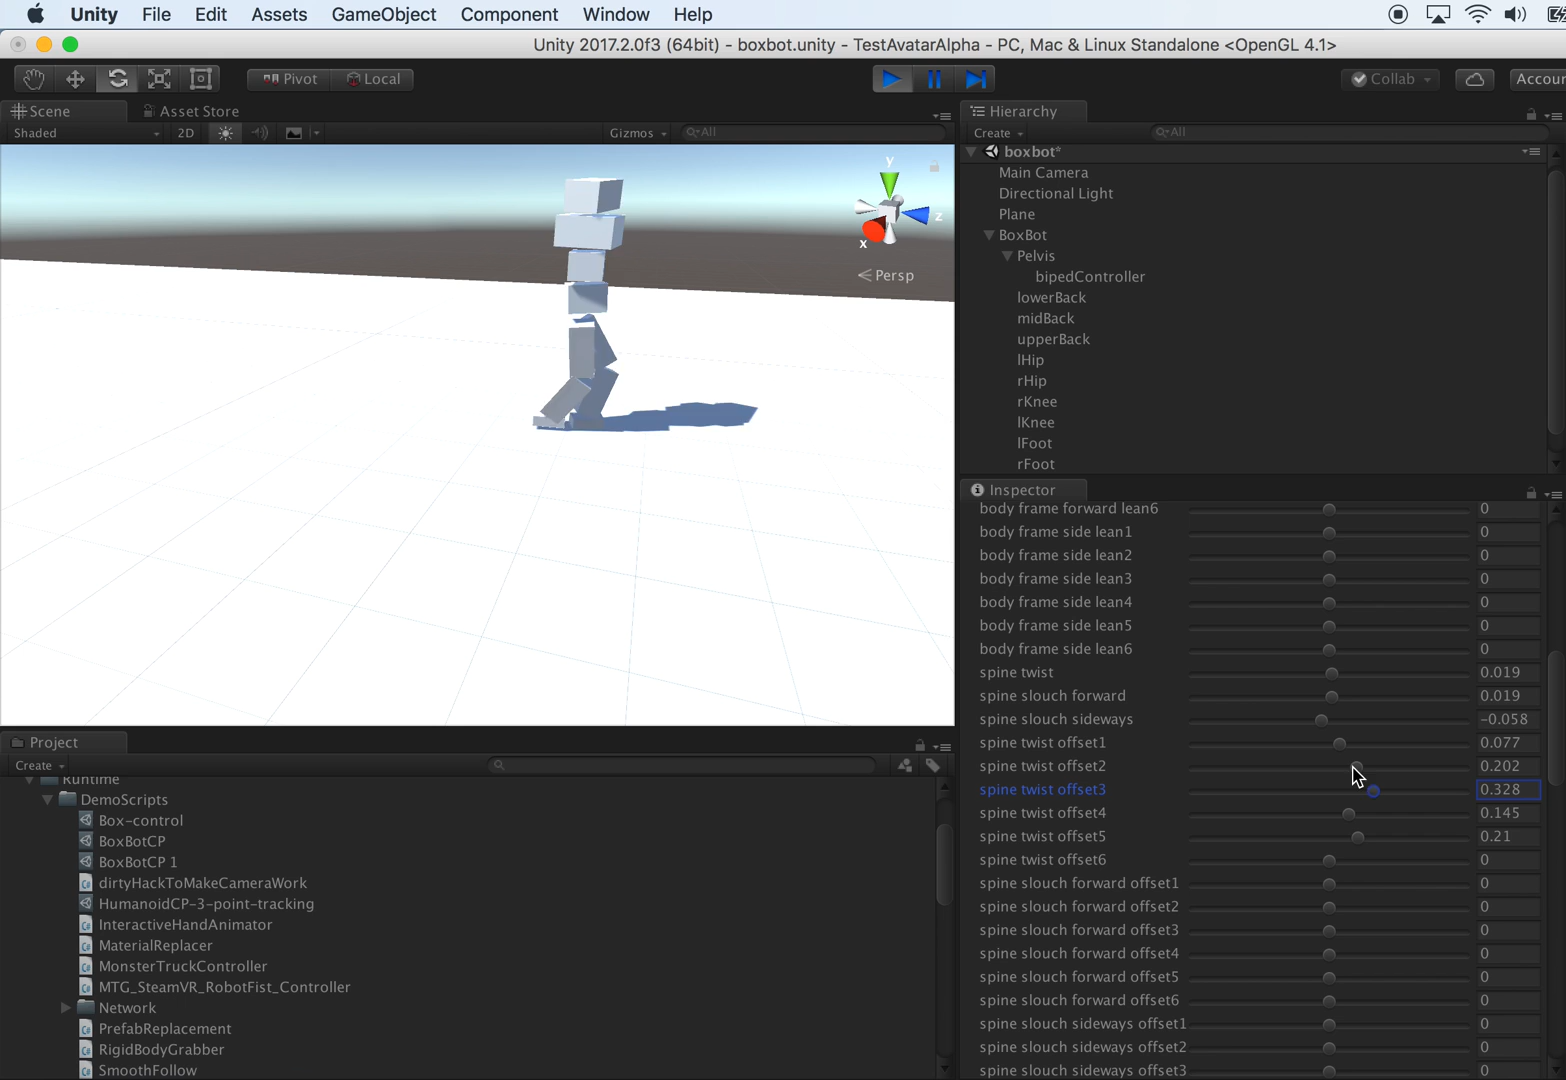 Unity File Edit Assets GameObject Component Window Help
Unity 2017.2.0f3 (64bit) - boxbot.unity - TestAvatarAlpha - PC, Mac & Linux Standalone <OpenGL 4.1>
Pivot Local Collab
Scene Asset Store
Shaded 2D Gizmos All
y
z
x
Persp
Hierarchy
Create All
boxbot*
Main Camera
Directional Light
Plane
BoxBot
Pelvis
bipedController
lowerBack
midBack
upperBack
lHip
rHip
rKnee
lKnee
lFoot
rFoot
Inspector
body frame forward lean6 0
body frame side lean1 0
body frame side lean2 0
body frame side lean3 0
body frame side lean4 0
body frame side lean5 0
body frame side lean6 0
spine twist 0.019
spine slouch forward 0.019
spine slouch sideways -0.058
spine twist offset1 0.077
spine twist offset2 0.202
spine twist offset3 0.328
spine twist offset4 0.145
spine twist offset5 0.21
spine twist offset6 0
spine slouch forward offset1 0
spine slouch forward offset2 0
spine slouch forward offset3 0
spine slouch forward offset4 0
spine slouch forward offset5 0
spine slouch forward offset6 0
spine slouch sideways offset1 0
spine slouch sideways offset2 0
spine slouch sideways offset3 0
Project
Create
Runtime
DemoScripts
Box-control
BoxBotCP
BoxBotCP 1
dirtyHackToMakeCameraWork
HumanoidCP-3-point-tracking
InteractiveHandAnimator
MaterialReplacer
MonsterTruckController
MTG_SteamVR_RobotFist_Controller
Network
PrefabReplacement
RigidBodyGrabber
SmoothFollow